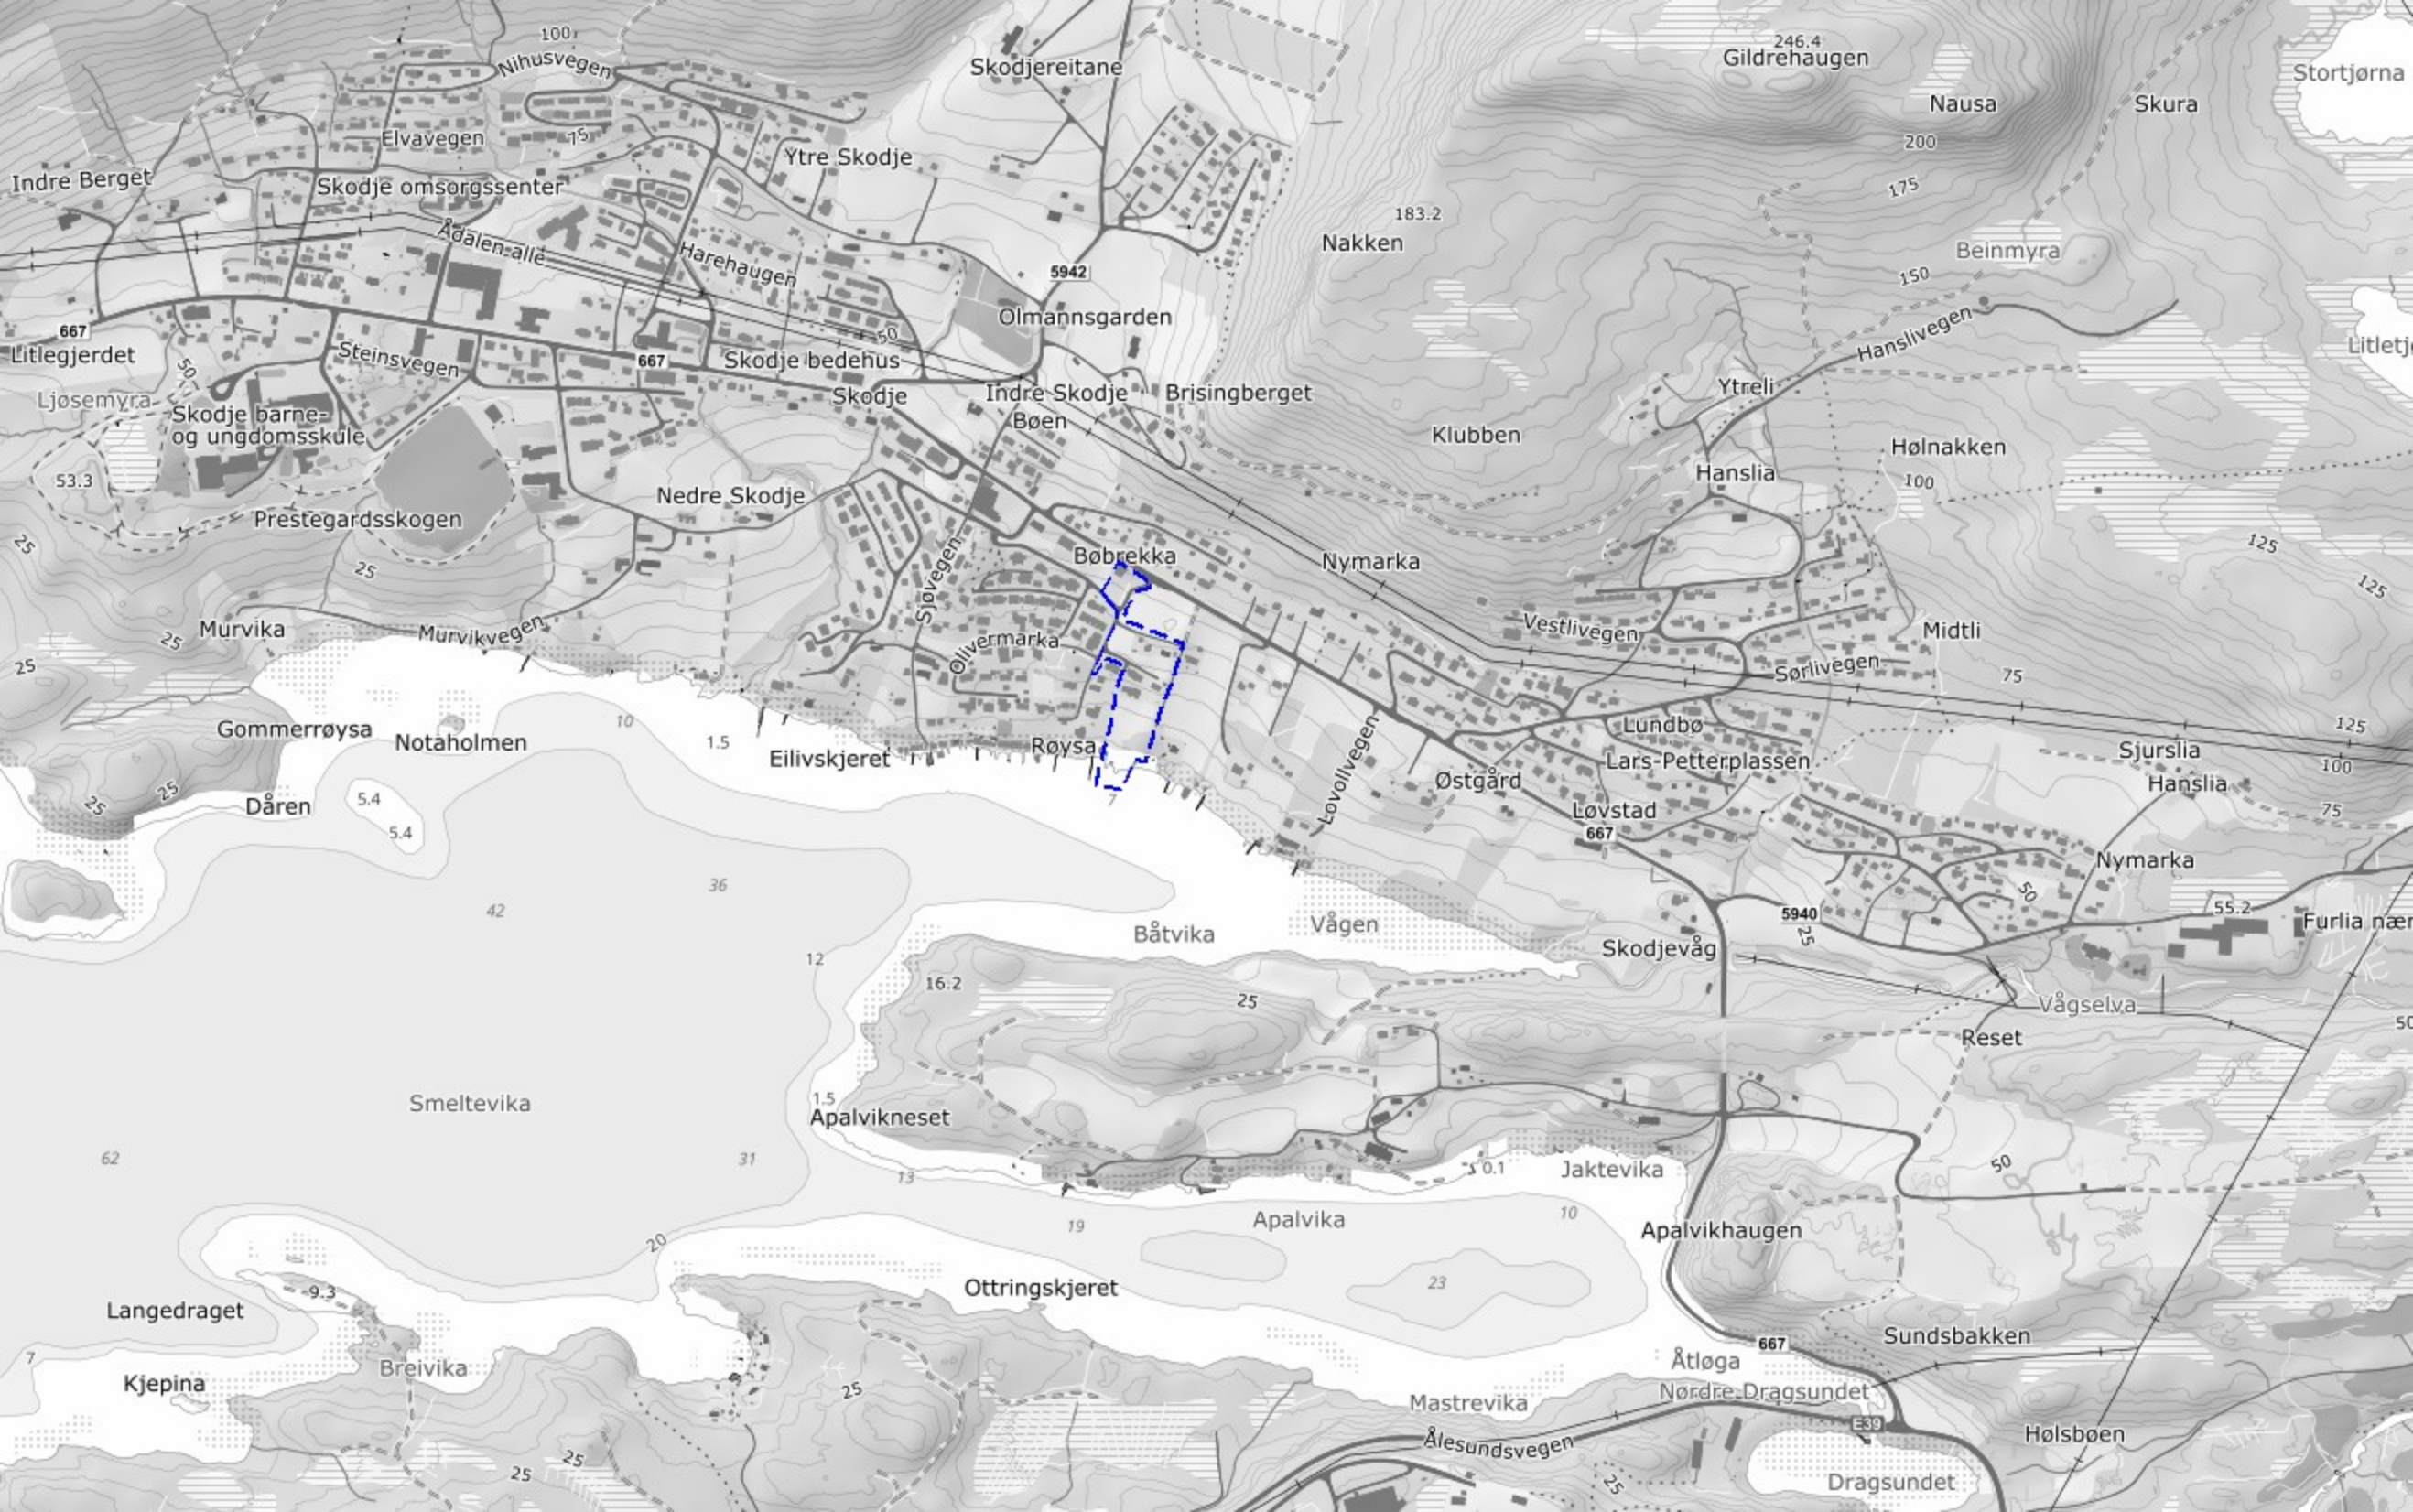 100
Nihusvegen
Skodjereitane
246.4
Gildrehaugen
Stortjørna
Nausa
Skura
Elvavegen
75
200
Ytre Skodje
Indre Berget
Skodje omsorgssenter
175
183.2
Ådalen allé
Harehaugen
Nakken
Beinmyra
5942
150
Olmannsgarden
667
50
Hanslivegen
Litlegjerdet
50
Steinsvegen
667
Skodje bedehus
Litletj
Ljøsemyra
Skodje
Indre Skodje
Brisingberget
Ytreli
Skodje barne-
og ungdomsskule
Bøen
Klubben
Hølnakken
53.3
Hanslia
100
Nedre Skodje
Prestegardsskogen
25
25
Sjøvegen
Bøbrekka
Nymarka
125
125
Murvika
25
Murvikvegen
Olivermarka
Vestlivegen
Midtli
25
Sørlivegen
75
Gommerrøysa
Notaholmen
10
1.5
Eilivskjeret
Røysa
Lovollvegen
Lundbø
125
Lars-Petterplassen
Sjurslia
100
Østgård
Hanslia
25
25
Dåren
5.4
5.4
7
Løvstad
667
75
Nymarka
42
36
50
Båtvika
Vågen
5940
25
55.2
Furlia nær
12
Skodjevåg
16.2
25
Vågselva
50
Reset
Smeltevika
1.5
Apalvikneset
62
31
13
0.1
Jaktevika
50
19
Apalvika
10
Apalvikhaugen
20
9.3
Ottringskjeret
23
Langedraget
667
Sundsbakken
7
Breivika
Åtløga
Kjepina
25
Mastrevika
Nørdre Dragsundet
E39
Ålesundsvegen
Hølsbøen
25
25
25
Dragsundet